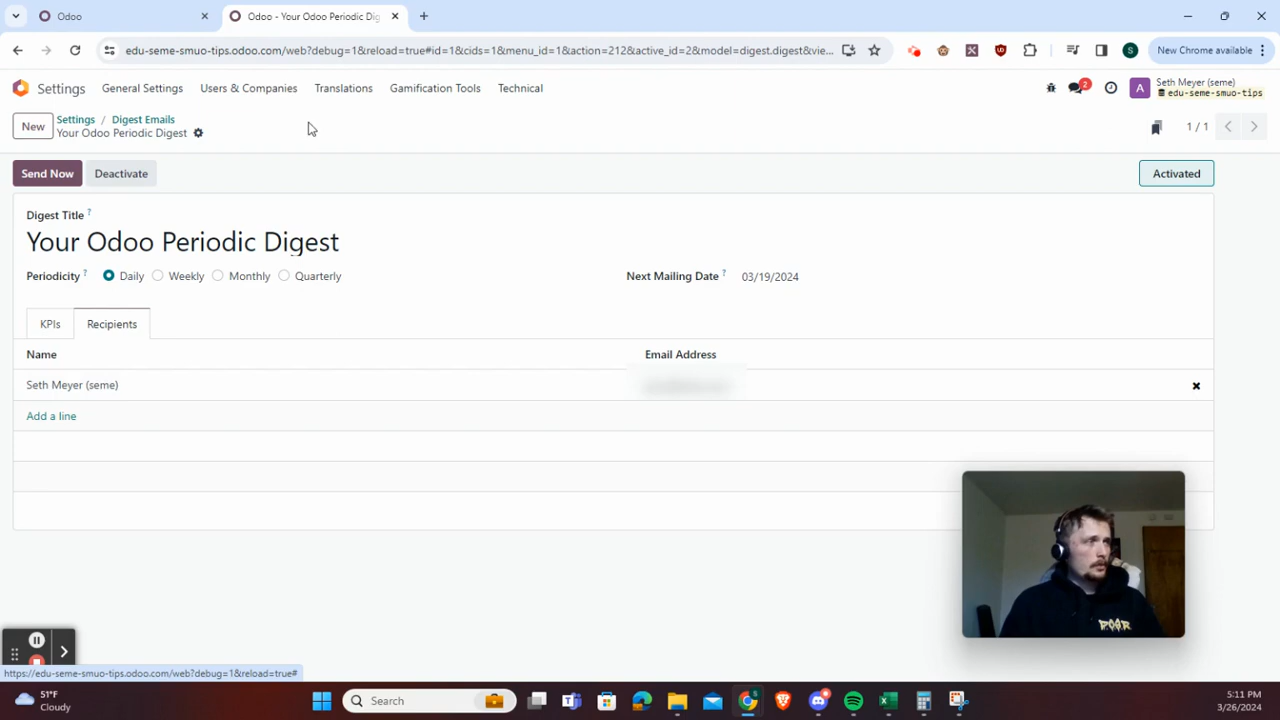 Odoo
Odoo - Your Odoo Periodic Dig
edu-seme-smuo-tips.odoo.com/web?debug=1&reload=true#id=1&cids=1&menu_id=1&action=212&active_id=2&model=digest.digest&vie...
S
New Chrome available
Settings
General Settings
Users & Companies
Translations
Gamification Tools
Technical
2
A
Seth Meyer (seme)
edu-seme-smuo-tips
New
Settings / Digest Emails
Your Odoo Periodic Digest
1 / 1
Send Now
Deactivate
Activated
Digest Title ?
Your Odoo Periodic Digest
Periodicity ?
Daily
Weekly
Monthly
Quarterly
Next Mailing Date ?
03/19/2024
KPIs
Recipients
Name
Email Address
Seth Meyer (seme)
Add a line
POOR
https://edu-seme-smuo-tips.odoo.com/web?debug=1&reload=true#
51°F
Cloudy
Search
5:11 PM
3/26/2024